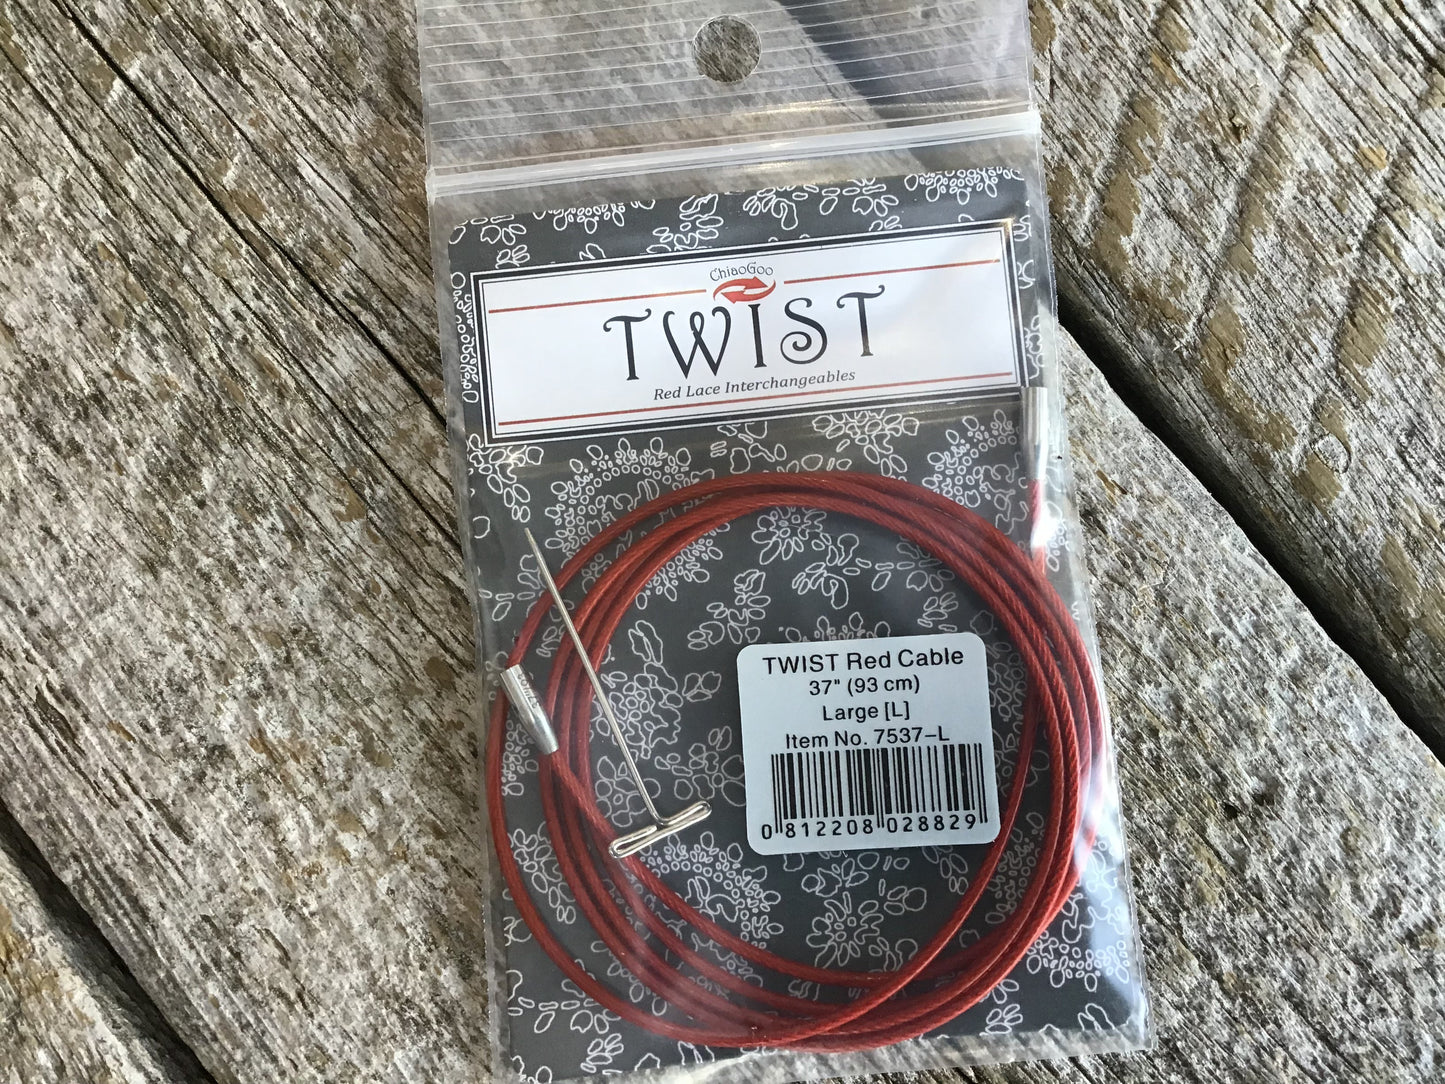 ChiaoGoo
TWIST
Red Lace Interchangeables
TWIST Red Cable
37" (93 cm)
Large [L]
Item No. 7537-L
0 812208 028829